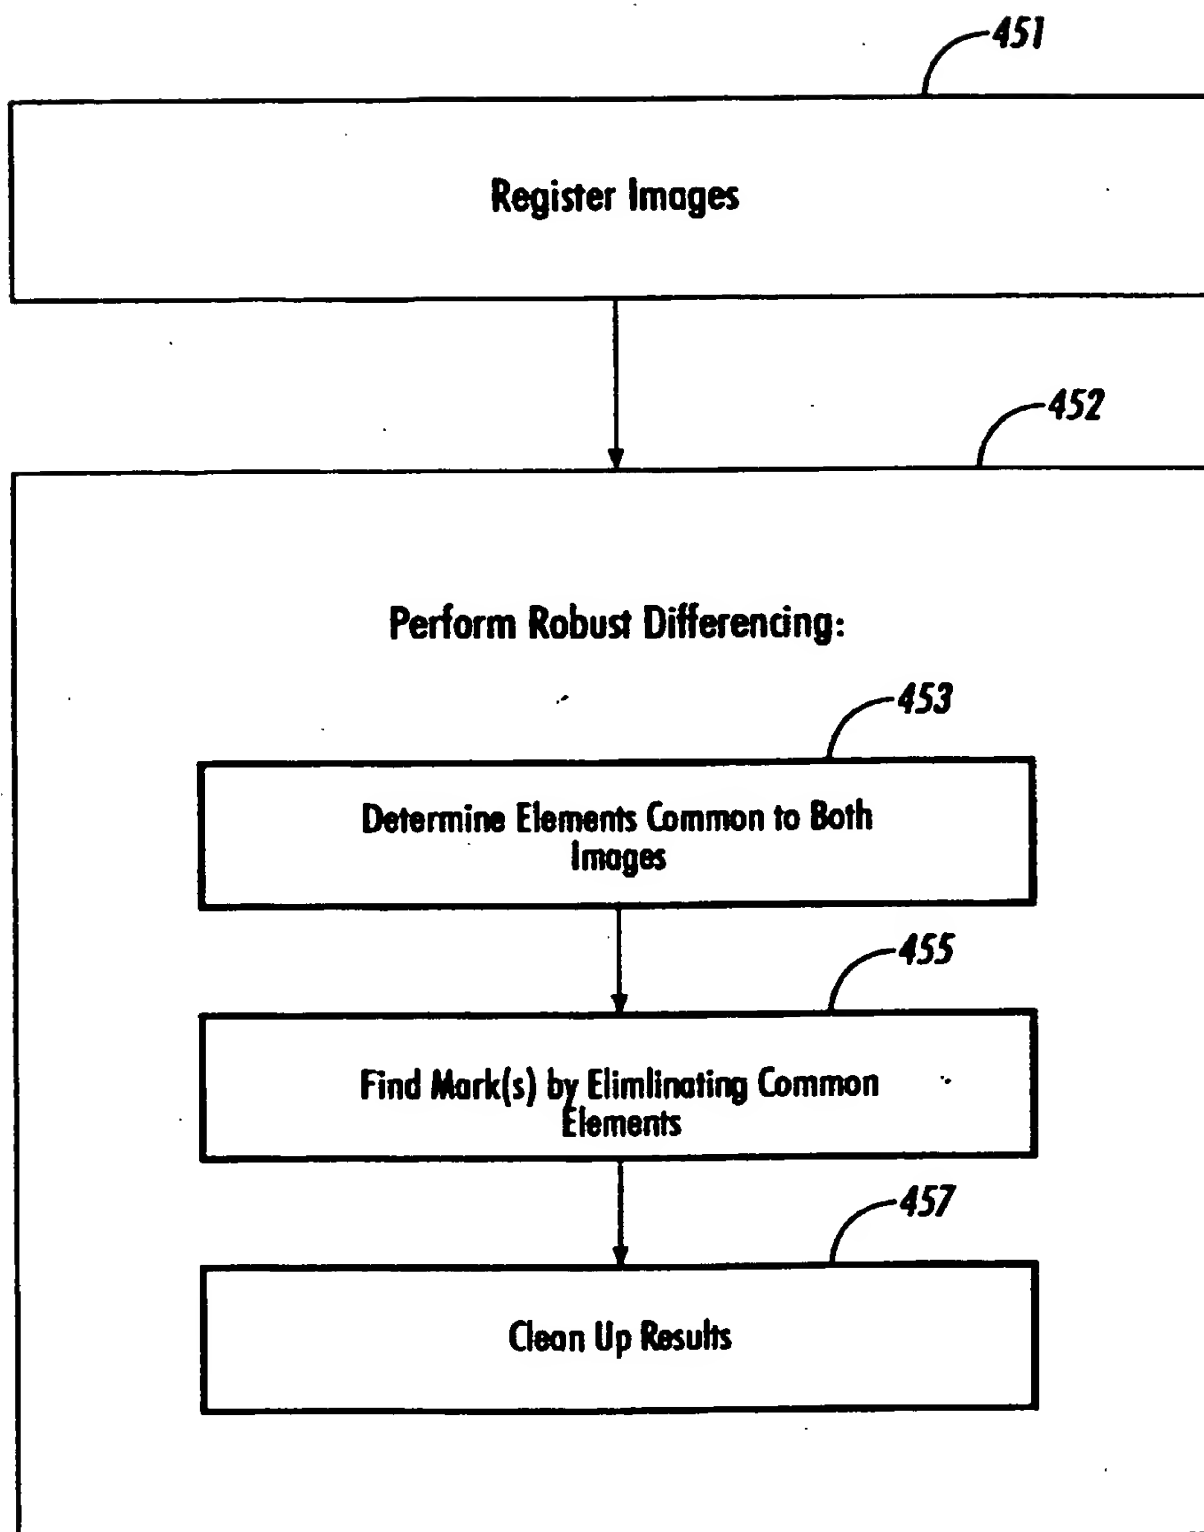 451
Register Images
452
Perform Robust Differencing:
453
Determine Elements Common to Both
Images
455
Find Mark(s) by Elimlinating Common
Elements
457
Clean Up Results